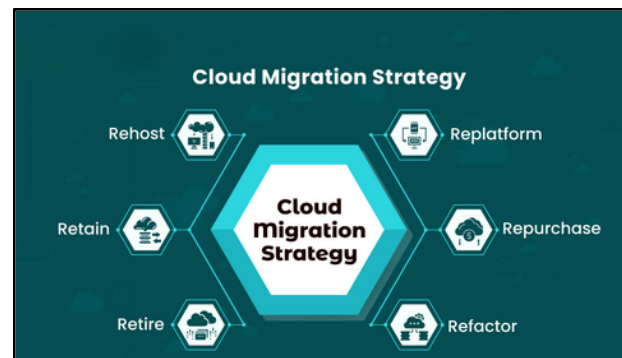 Cloud Migration Strategy
Rehost
Replatform
Cloud
Migration
Strategy
Retain
Repurchase
Retire
Refactor